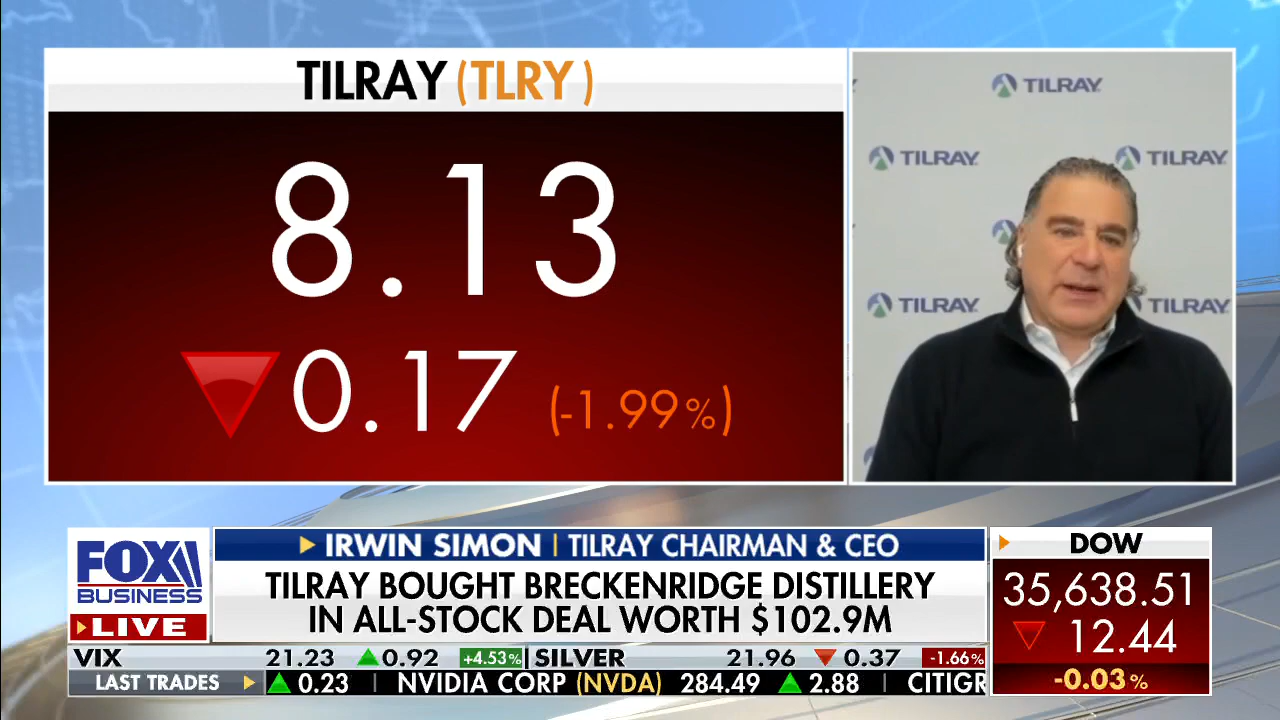 TILRAY (TLRY )
8.13
0.17 (-1.99%)
TILRAY
TILRAY
TILRAY
TILRAY
TILRAY
FOX
BUSINESS
LIVE
IRWIN SIMON | TILRAY CHAIRMAN & CEO
TILRAY BOUGHT BRECKENRIDGE DISTILLERY
IN ALL-STOCK DEAL WORTH $102.9M
DOW
35,638.51
12.44
-0.03%
VIX 21.23 0.92 +4.53% SILVER 21.96 0.37 -1.66%
LAST TRADES 0.23 | NVIDIA CORP (NVDA) 284.49 2.88 | CITIGR